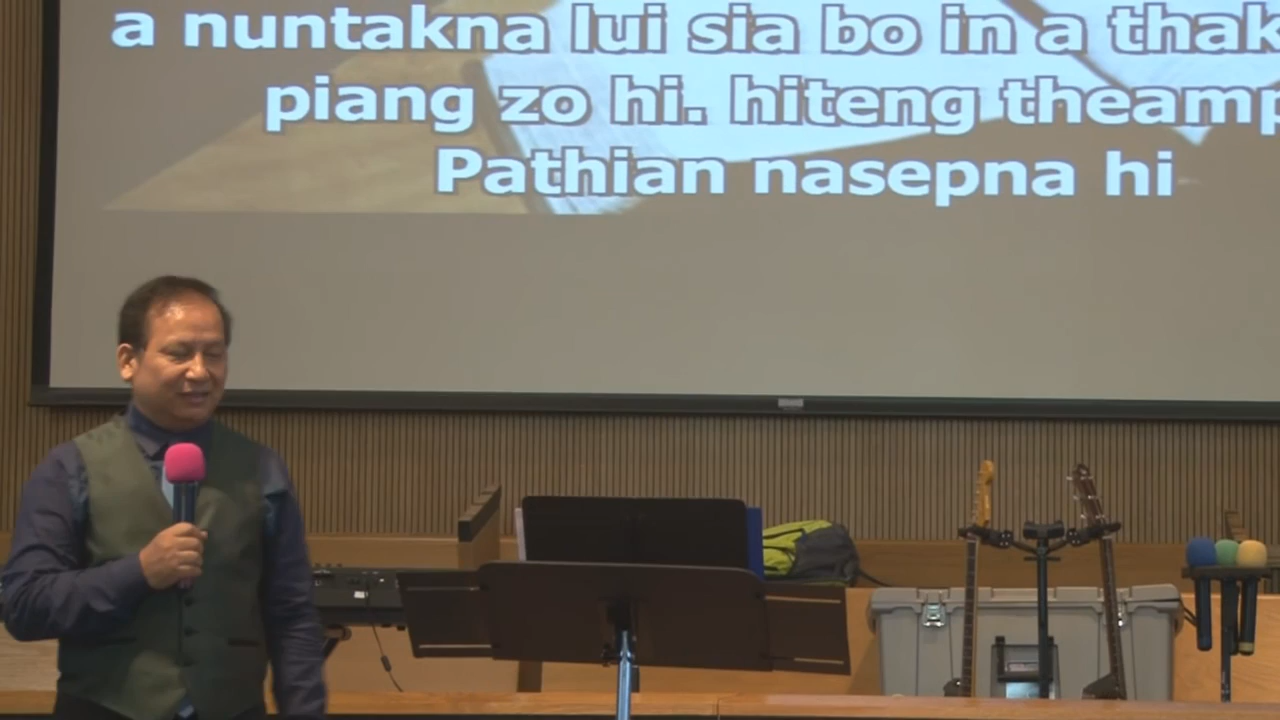 a nuntakna lui sia bo in a thak
piang zo hi. hiteng theamp
Pathian nasepna hi